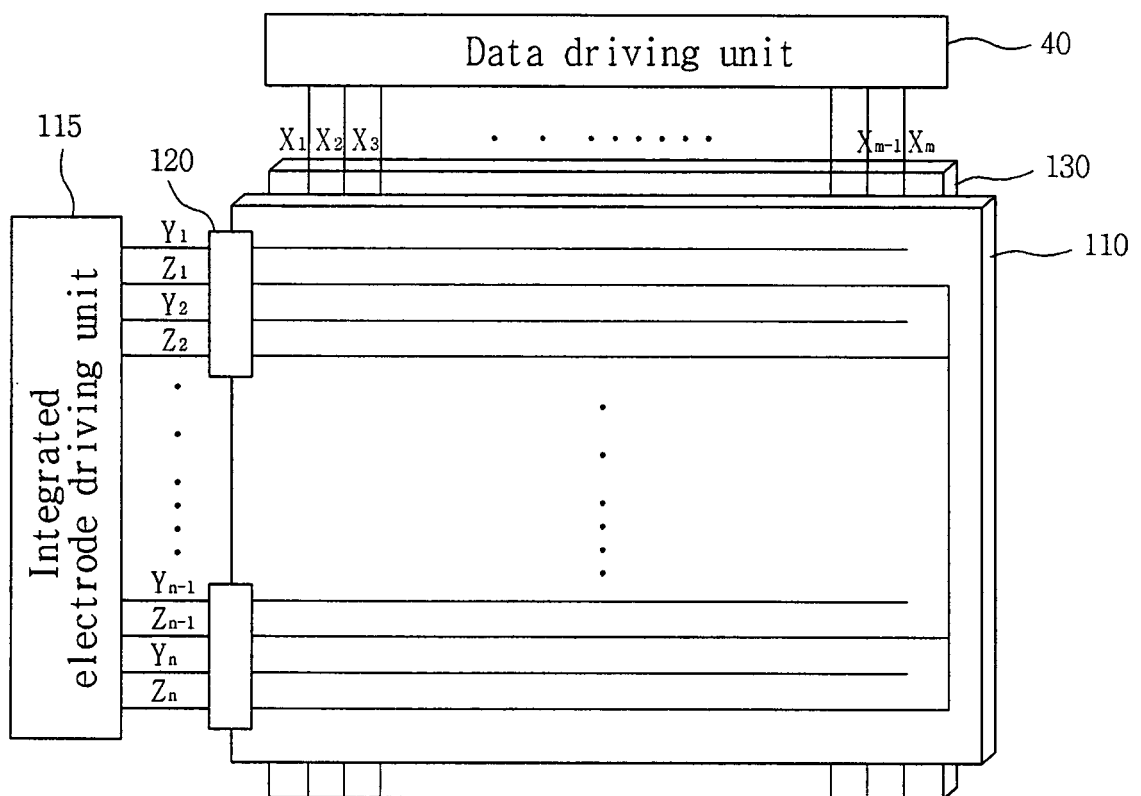 Data driving unit
40
115
X1 X2 X3
Xm-1 Xm
120
130
110
Y1
Z1
Y2
Z2
Integrated
electrode driving unit
Yn-1
Zn-1
Yn
Zn